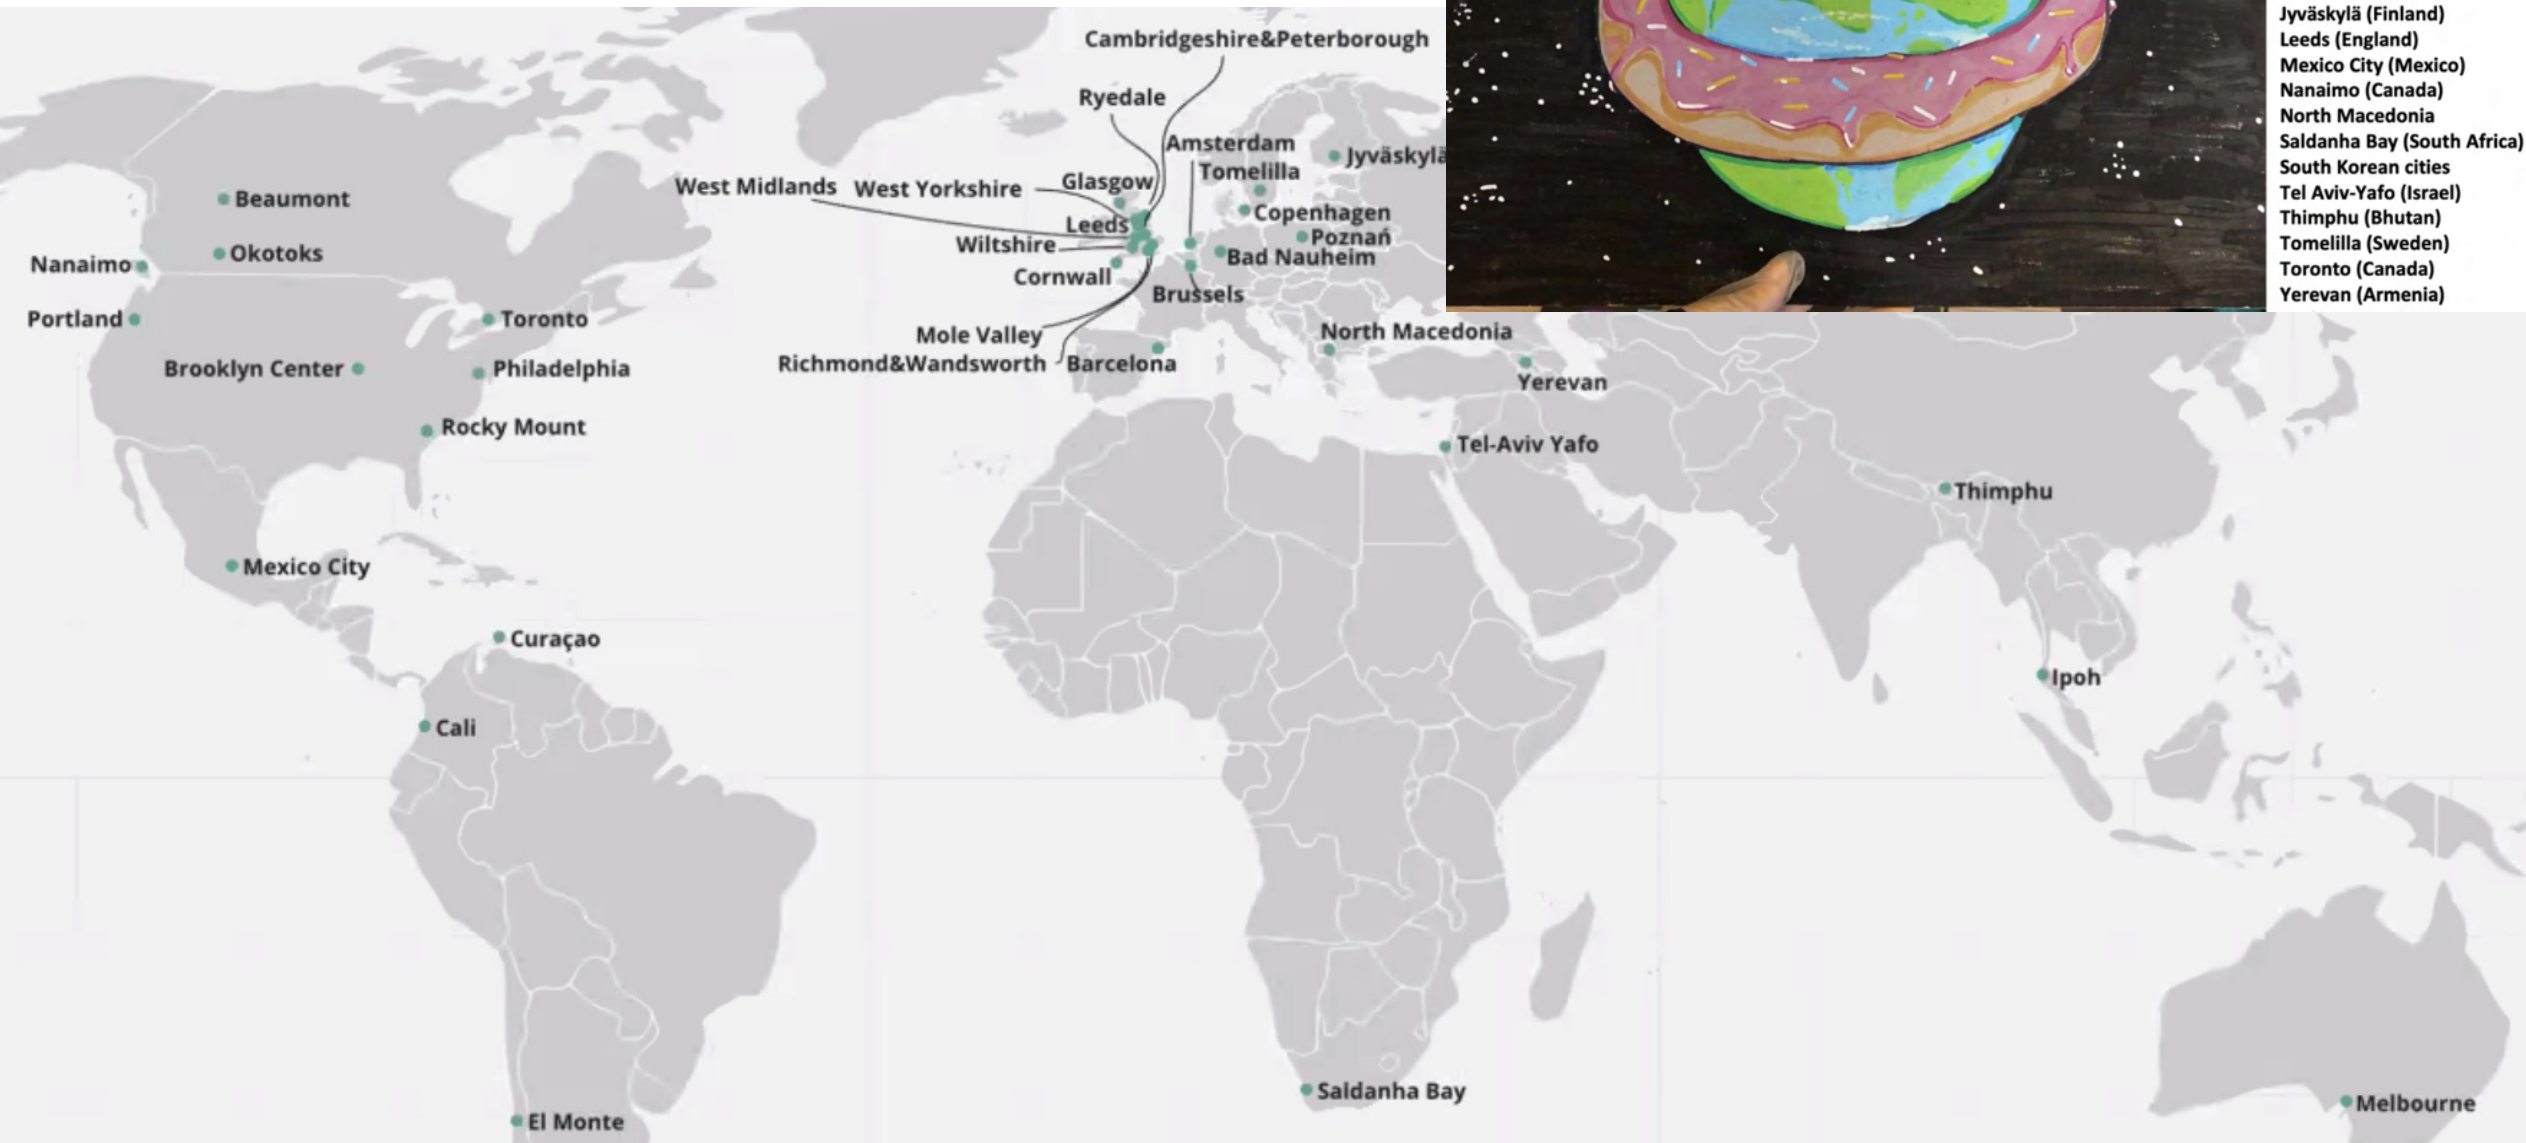 Cambridgeshire&Peterborough
Ryedale
Amsterdam
Tomelilla
Jyväskylä
Glasgow
West Midlands
West Yorkshire
Beaumont
Copenhagen
Leeds
Poznań
Wiltshire
Bad Nauheim
Okotoks
Nanaimo
Cornwall
Brussels
Portland
Toronto
Mole Valley
North Macedonia
Richmond&Wandsworth
Barcelona
Brooklyn Center
Philadelphia
Yerevan
Rocky Mount
Tel-Aviv Yafo
Thimphu
Mexico City
Curaçao
Ipoh
Cali
Saldanha Bay
Melbourne
El Monte
Jyväskylä (Finland)
Leeds (England)
Mexico City (Mexico)
Nanaimo (Canada)
North Macedonia
Saldanha Bay (South Africa)
South Korean cities
Tel Aviv-Yafo (Israel)
Thimphu (Bhutan)
Tomelilla (Sweden)
Toronto (Canada)
Yerevan (Armenia)